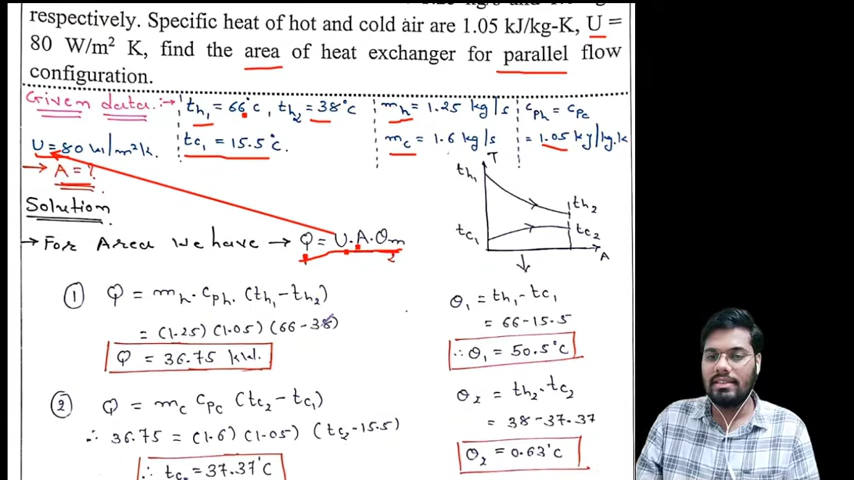 respectively. Specific heat of hot and cold air are 1.05 kJ/kg-K, U =
80 W/m² K, find the area of heat exchanger for parallel flow
configuration.
Given data :→ th₁ = 66°c, th₂ = 38°c mh = 1.25 kg/s cph = cpc
U = 80 W/m²k. tc₁ = 15.5°c. mc = 1.6 kg/s = 1.05 kJ/kg.k
→ A = ?
Solution
→ For Area we have → Q = U.A.θm
2
T
th₁
th₂
tc₁
tc₂
A
① Q = mh.cph.(th₁-th₂)
= (1.25)(1.05)(66-38)
Q = 36.75 kW.
θ₁ = th₁-tc₁
= 66-15.5
∴ θ₁ = 50.5°c
② Q = mc cpc (tc₂-tc₁)
∴ 36.75 = (1.6)(1.05)(tc₂-15.5)
∴ tc₂ = 37.37°c
θ₂ = th₂-tc₂
= 38-37.37
θ₂ = 0.63°c